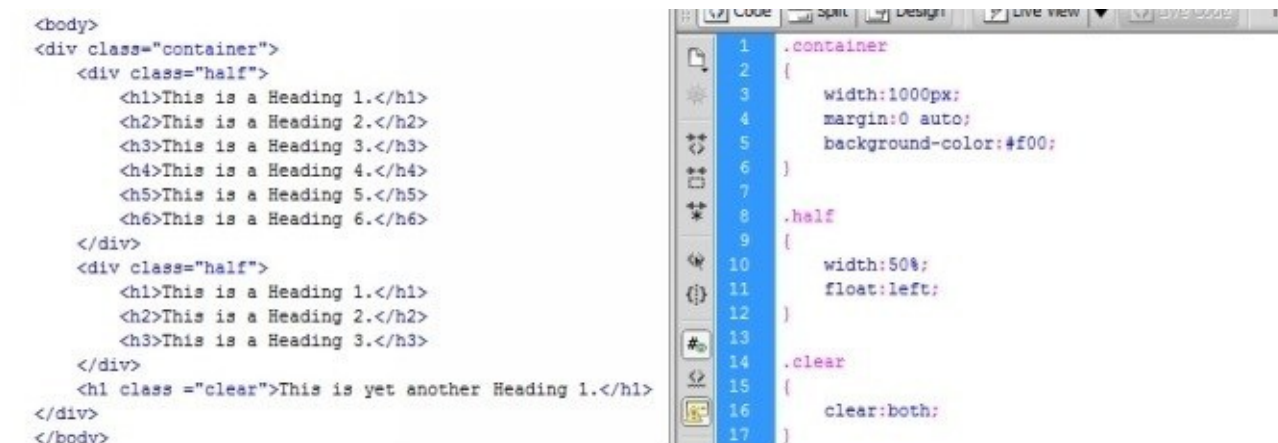 <body>
<div class="container">
<div class="half">
<h1>This is a Heading 1.</h1>
<h2>This is a Heading 2.</h2>
<h3>This is a Heading 3.</h3>
<h4>This is a Heading 4.</h4>
<h5>This is a Heading 5.</h5>
<h6>This is a Heading 6.</h6>
</div>
<div class="half">
<h1>This is a Heading 1.</h1>
<h2>This is a Heading 2.</h2>
<h3>This is a Heading 3.</h3>
</div>
<h1 class ="clear">This is yet another Heading 1.</h1>
</div>
</body>
Code Split Design Live View Live Code
1 .container
2 {
3 width:1000px;
4 margin:0 auto;
5 background-color:#f00;
6 }
7
8 .half
9 {
10 width:50%;
11 float:left;
12 }
13
14 .clear
15 {
16 clear:both;
17 }